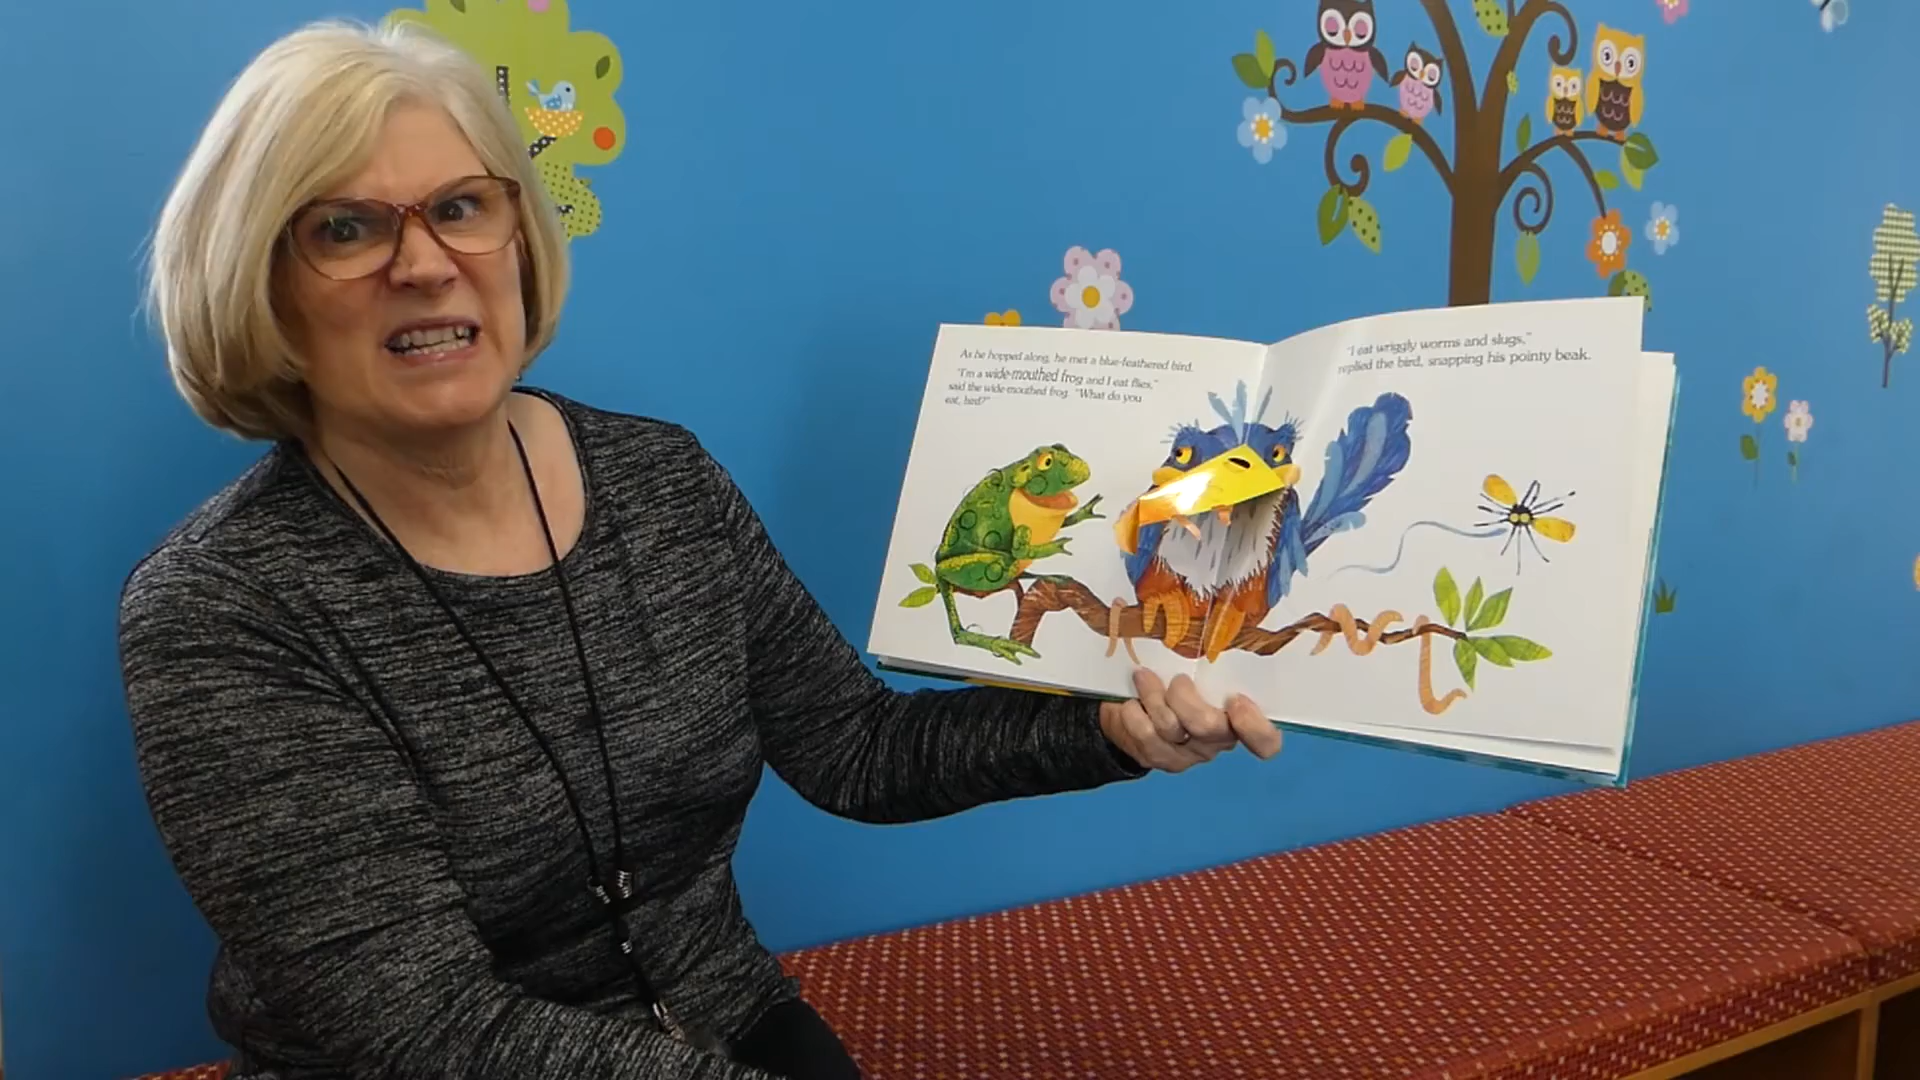 As he hopped along, he met a blue-feathered bird.
"I'm a wide-mouthed frog and I eat flies,"
said the wide-mouthed frog. "What do you
eat, bird?"
"I eat wriggly worms and slugs,"
replied the bird, snapping his pointy beak.